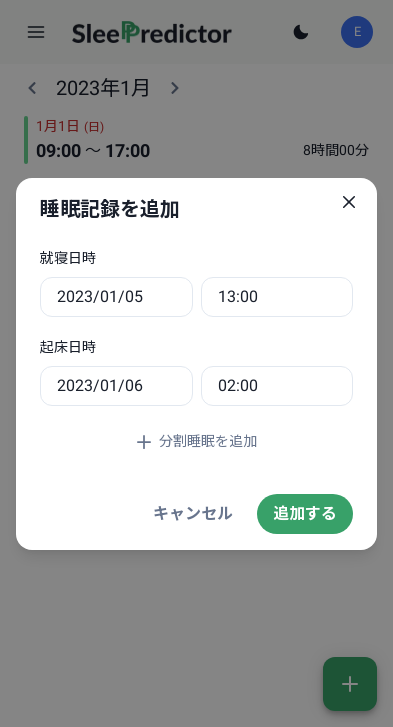 SleePredictor
E
2023年1月
1月1日 (日)
09:00 〜 17:00
8時間00分
睡眠記録を追加
就寝日時
2023/01/05
13:00
起床日時
2023/01/06
02:00
分割睡眠を追加
キャンセル
追加する